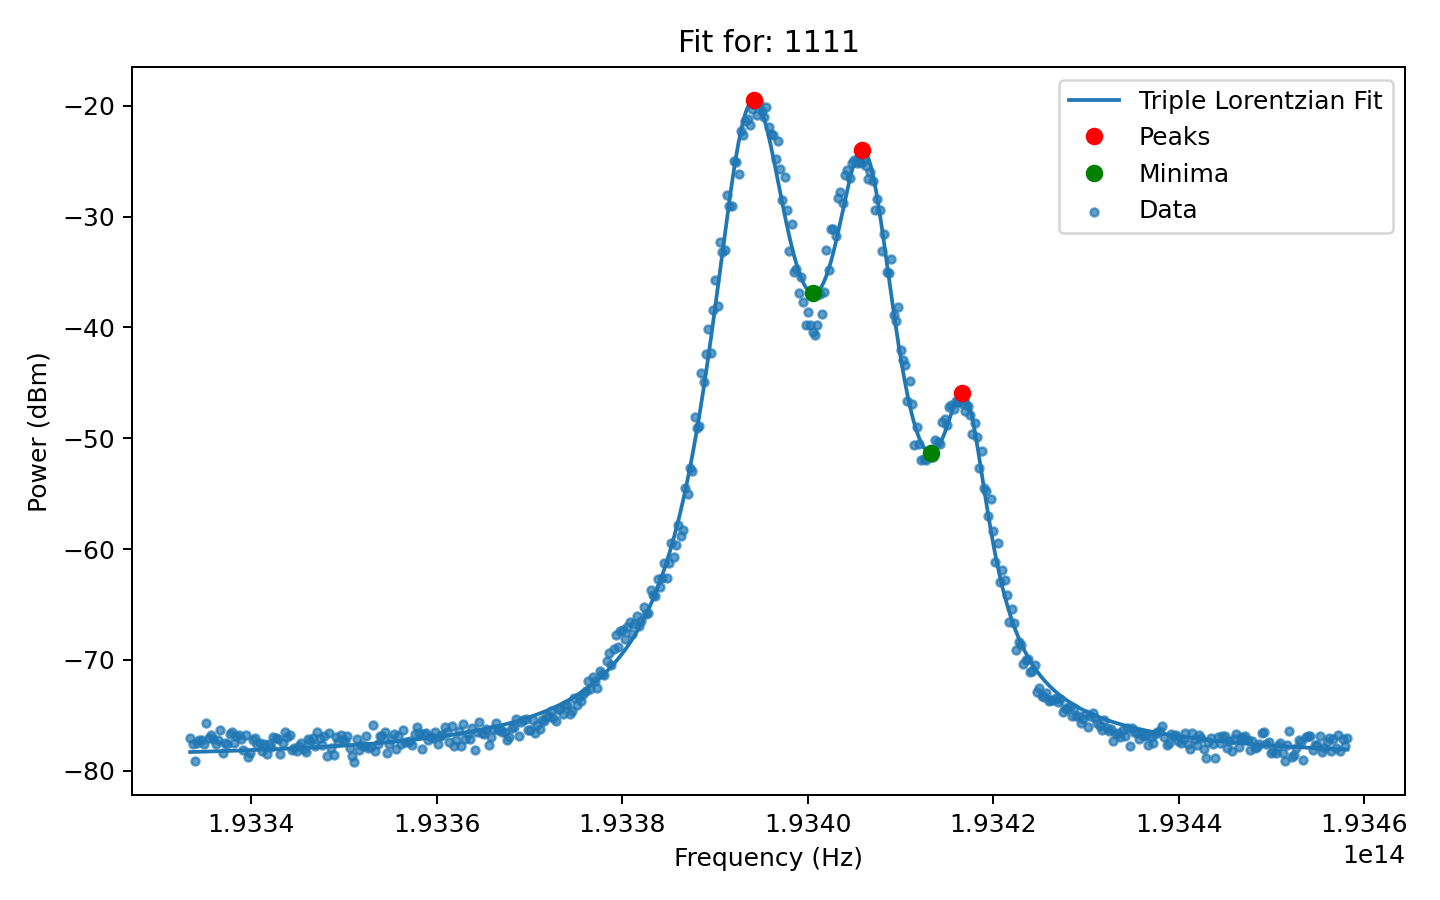 Fit for: 1111
Triple Lorentzian Fit
Peaks
Minima
Data
Power (dBm)
−20
−30
−40
−50
−60
−70
−80
1.9334 1.9336 1.9338 1.9340 1.9342 1.9344 1.9346
1e14
Frequency (Hz)